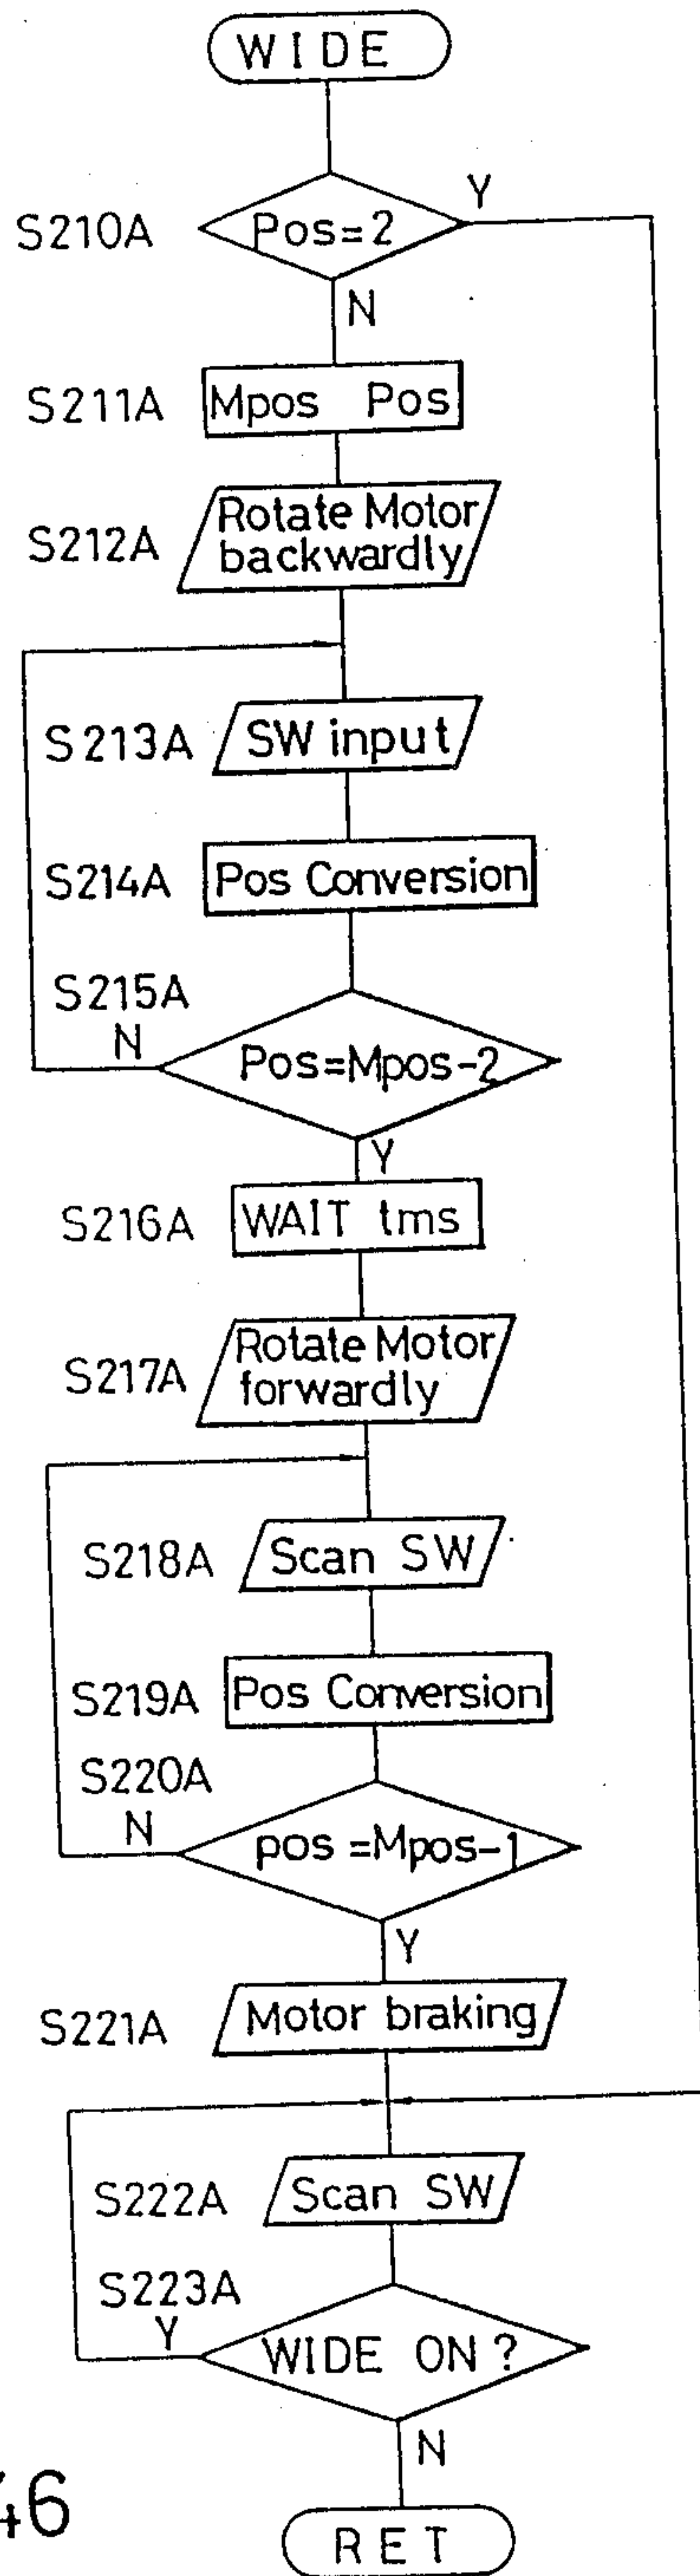 WIDE
S210A
Pos=2
Y
N
S211A
Mpos Pos
S212A
Rotate Motor
backwardly
S213A
SW input
S214A
Pos Conversion
S215A
N
Pos=Mpos-2
Y
S216A
WAIT tms
S217A
Rotate Motor
forwardly
S218A
Scan SW
S219A
Pos Conversion
S220A
N
pos =Mpos-1
Y
S221A
Motor braking
S222A
Scan SW
S223A
Y
WIDE ON ?
N
RET
46